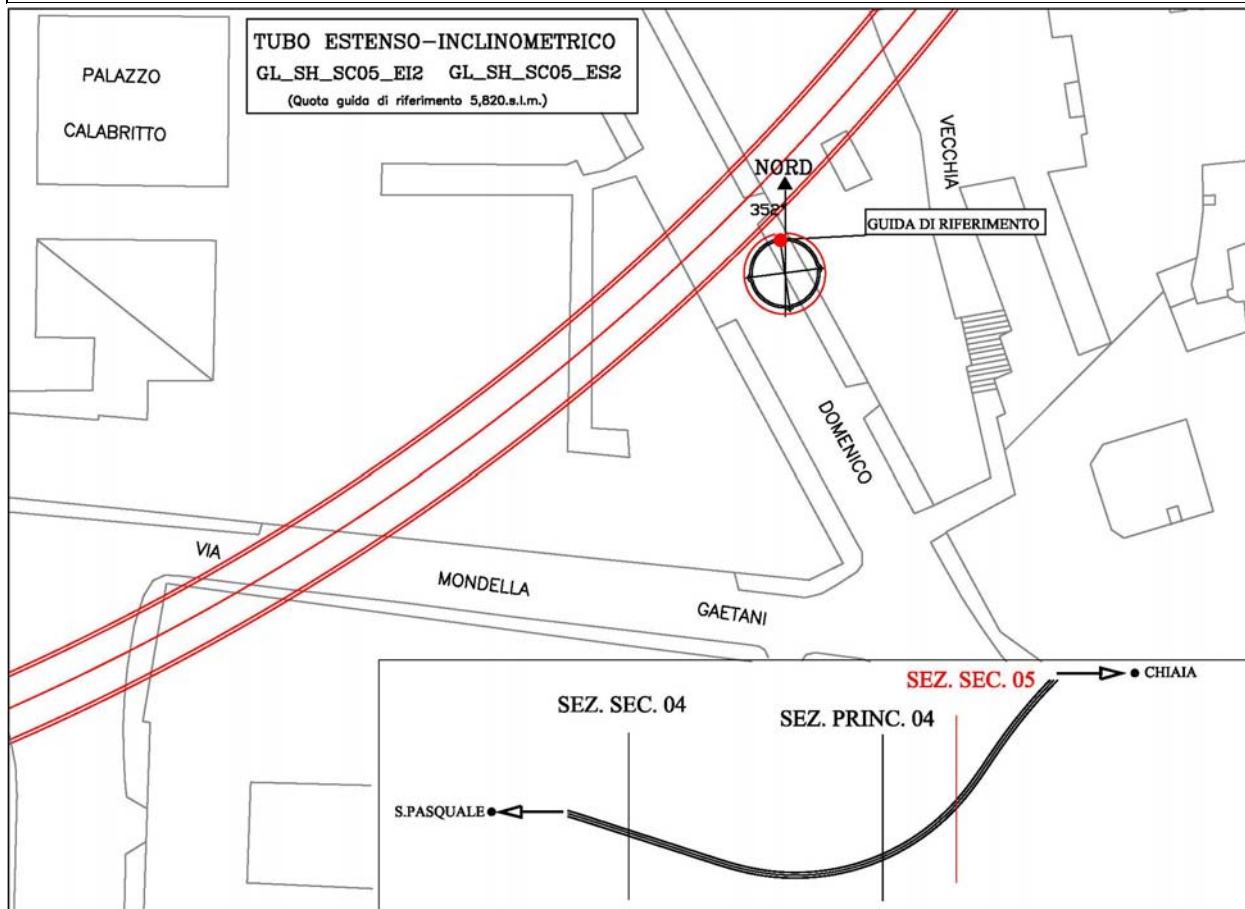 TUBO ESTENSO-INCLINOMETRICO
GL_SH_SC05_EI2 GL_SH_SC05_ES2
(Quota guida di riferimento 5,820.s.l.m.)
PALAZZO
CALABRITTO
VECCHIA
NORD
352°
GUIDA DI RIFERIMENTO
DOMENICO
VIA
MONDELLA
GAETANI
SEZ. SEC. 05
CHIAIA
SEZ. SEC. 04
SEZ. PRINC. 04
S.PASQUALE